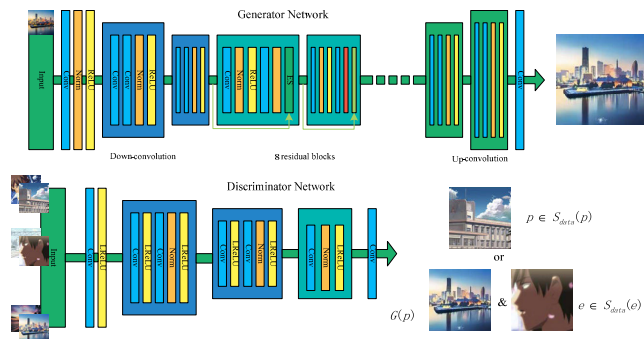 Generator Network
Input
Conv
Norm
ReLU
Conv
Conv
Norm
ReLU
Conv
Norm
ReLU
ES
Conv
Down-convolution
8 residual blocks
Up-convolution
Discriminator Network
Input
Conv
LReLU
Conv
LReLU
Conv
Norm
LReLU
Conv
LReLU
Conv
Norm
LReLU
Conv
Norm
LReLU
Conv
p ∈ S_data(p)
or
G(p)
&
e ∈ S_data(e)